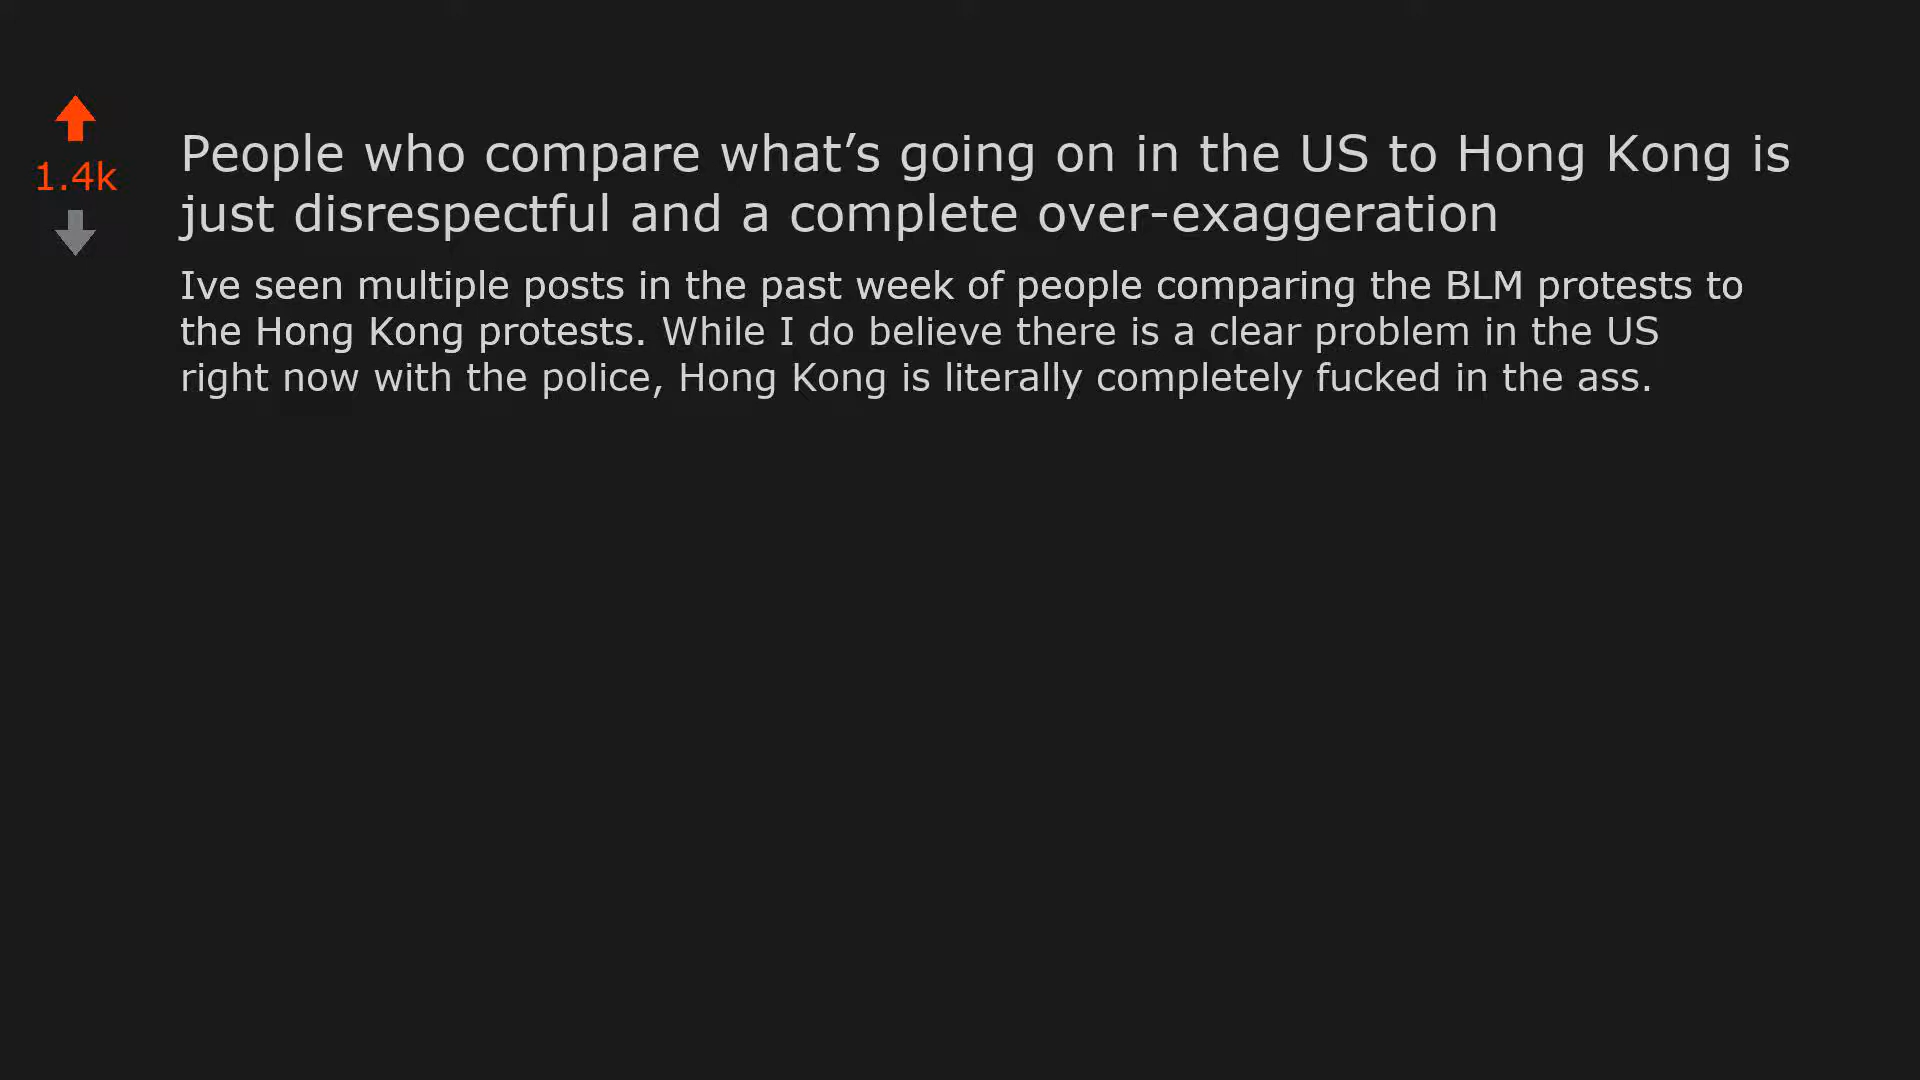 1.4k
People who compare what’s going on in the US to Hong Kong is
just disrespectful and a complete over-exaggeration
Ive seen multiple posts in the past week of people comparing the BLM protests to
the Hong Kong protests. While I do believe there is a clear problem in the US
right now with the police, Hong Kong is literally completely fucked in the ass.